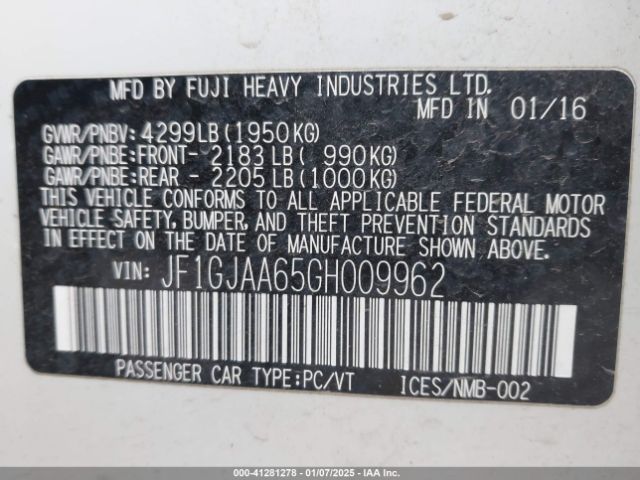 MFD BY FUJI HEAVY INDUSTRIES LTD.
MFD IN 01/16
GVWR/PNBV: 4299LB (1950KG)
GAWR/PNBE: FRONT- 2183 LB ( 990KG)
GAWR/PNBE: REAR - 2205 LB (1000KG)
THIS VEHICLE CONFORMS TO ALL APPLICABLE FEDERAL MOTOR
VEHICLE SAFETY, BUMPER, AND THEFT PREVENTION STANDARDS
IN EFFECT ON THE DATE OF MANUFACTURE SHOWN ABOVE.
VIN: JF1GJAA65GH009962
PASSENGER CAR TYPE: PC/VT ICES/NMB-002
000-41281278 - 01/07/2025 - IAAI.COM